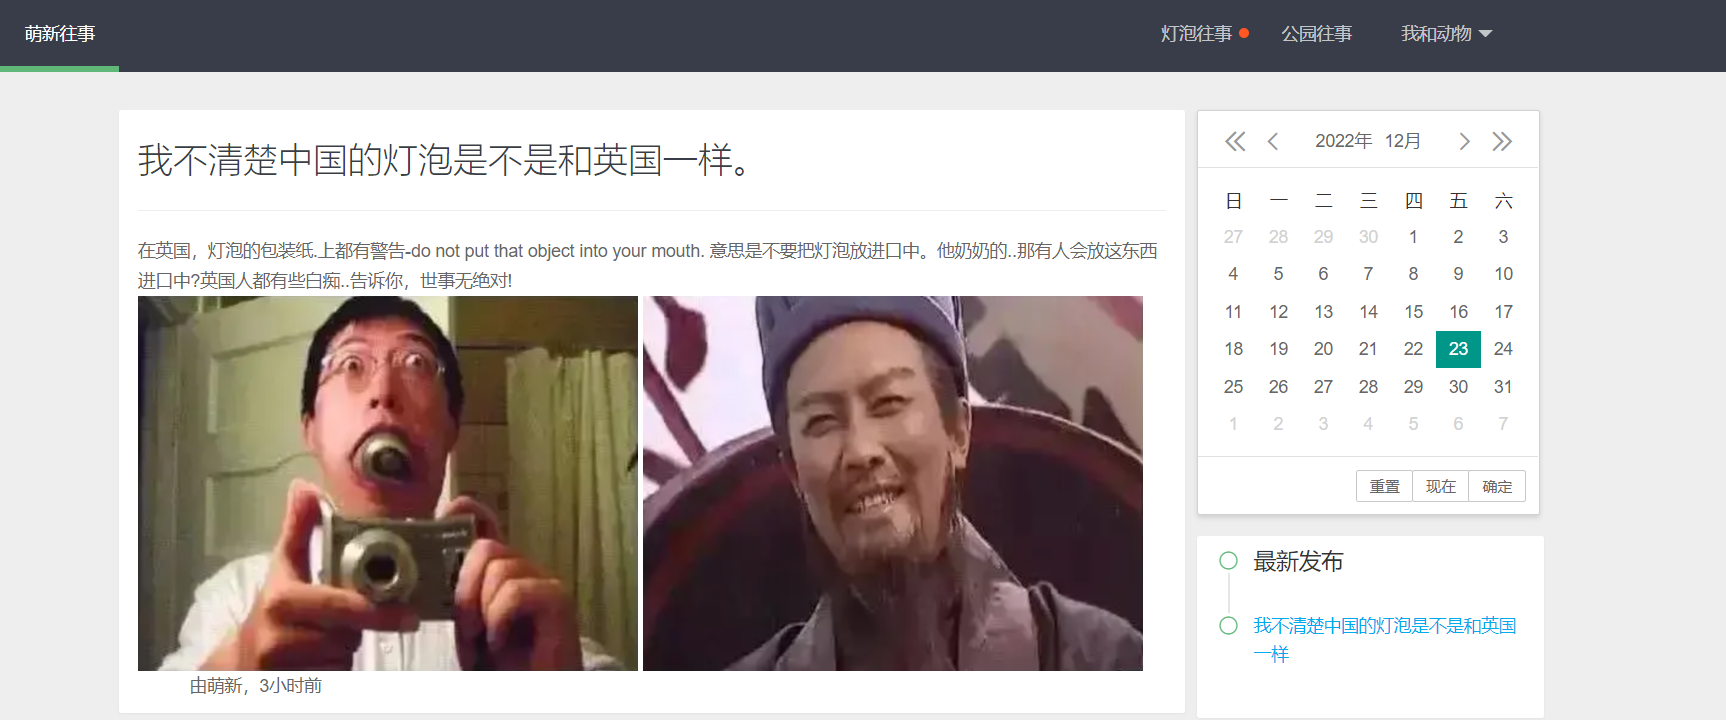 萌新往事
灯泡往事
公园往事
我和动物
我不清楚中国的灯泡是不是和英国一样。
在英国，灯泡的包装纸.上都有警告-do not put that object into your mouth. 意思是不要把灯泡放进口中。他奶奶的..那有人会放这东西
进口中?英国人都有些白痴..告诉你，世事无绝对!
由萌新，3小时前
2022年 12月
日 一 二 三 四 五 六
27 28 29 30 1 2 3
4 5 6 7 8 9 10
11 12 13 14 15 16 17
18 19 20 21 22 23 24
25 26 27 28 29 30 31
1 2 3 4 5 6 7
重置 现在 确定
最新发布
我不清楚中国的灯泡是不是和英国
一样